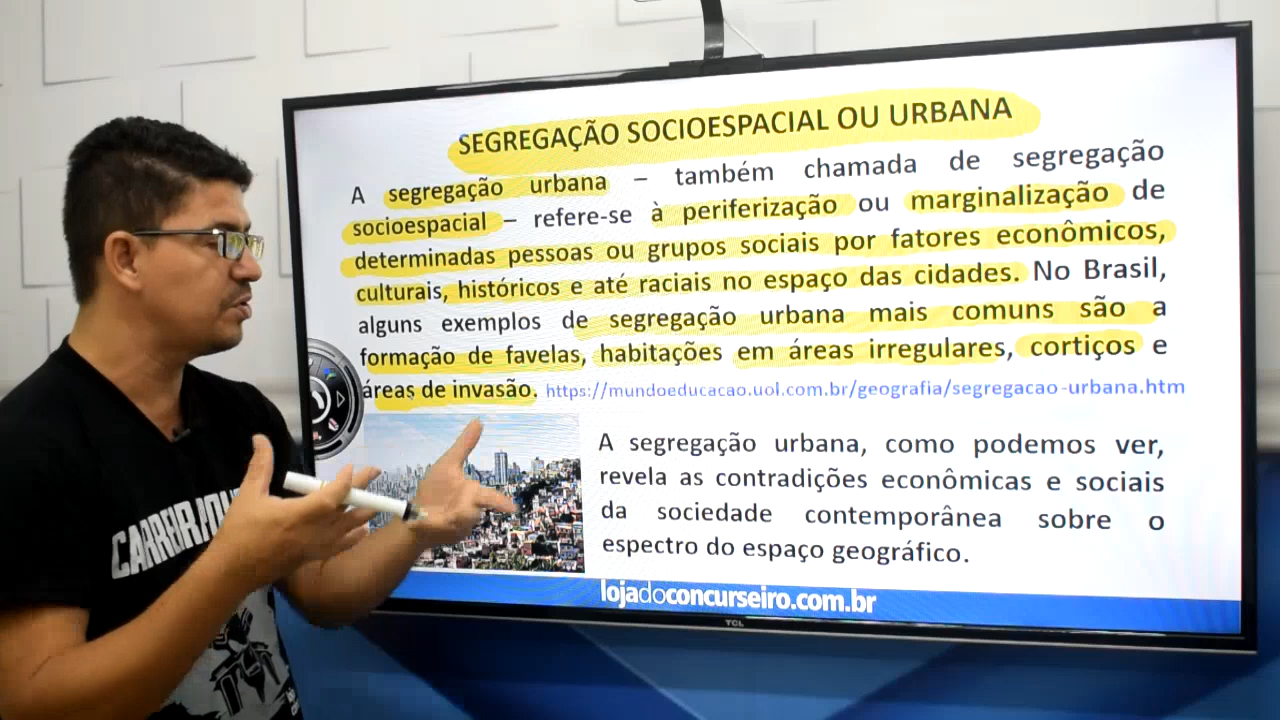 SEGREGAÇÃO SOCIOESPACIAL OU URBANA
A segregação urbana – também chamada de segregação
socioespacial – refere-se à periferização ou marginalização de
determinadas pessoas ou grupos sociais por fatores econômicos,
culturais, históricos e até raciais no espaço das cidades. No Brasil,
alguns exemplos de segregação urbana mais comuns são a
formação de favelas, habitações em áreas irregulares, cortiços e
áreas de invasão. https://mundoeducacao.uol.com.br/geografia/segregacao-urbana.htm
A segregação urbana, como podemos ver,
revela as contradições econômicas e sociais
da sociedade contemporânea sobre o
espectro do espaço geográfico.
lojadoconcurseiro.com.br
TCL